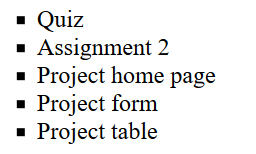 Quiz
Assignment 2
Project home page
Project form
Project table